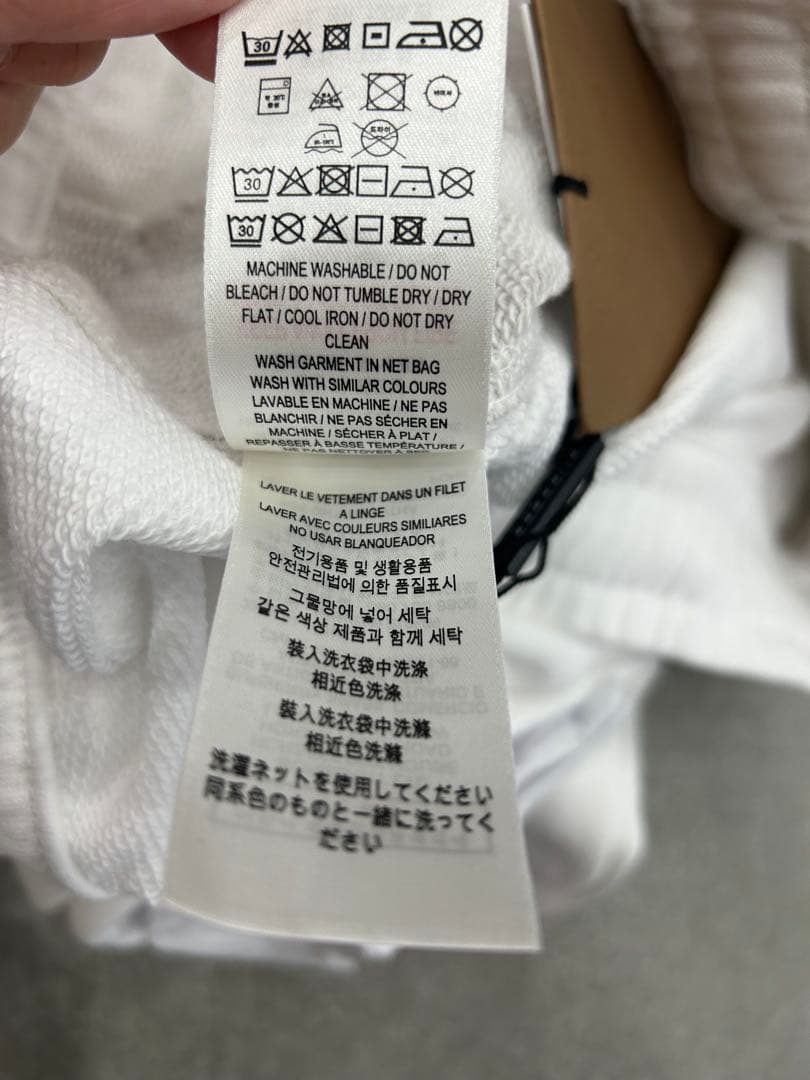 30
30
30
MACHINE WASHABLE / DO NOT
BLEACH / DO NOT TUMBLE DRY / DRY
FLAT / COOL IRON / DO NOT DRY
CLEAN
WASH GARMENT IN NET BAG
WASH WITH SIMILAR COLOURS
LAVABLE EN MACHINE / NE PAS
BLANCHIR / NE PAS SÉCHER EN
MACHINE / SÉCHER À PLAT /
REPASSER À BASSE TEMPÉRATURE /
NE PAS NETTOYER À SEC
LAVER LE VETEMENT DANS UN FILET
A LINGE
LAVER AVEC COULEURS SIMILIARES
NO USAR BLANQUEADOR
전기용품 및 생활용품
안전관리법에 의한 품질표시
그물망에 넣어 세탁
같은 색상 제품과 함께 세탁
装入洗衣袋中洗涤
相近色洗涤
裝入洗衣袋中洗滌
相近色洗滌
洗濯ネットを使用してください
同系色のものと一緒に洗ってく
ださい